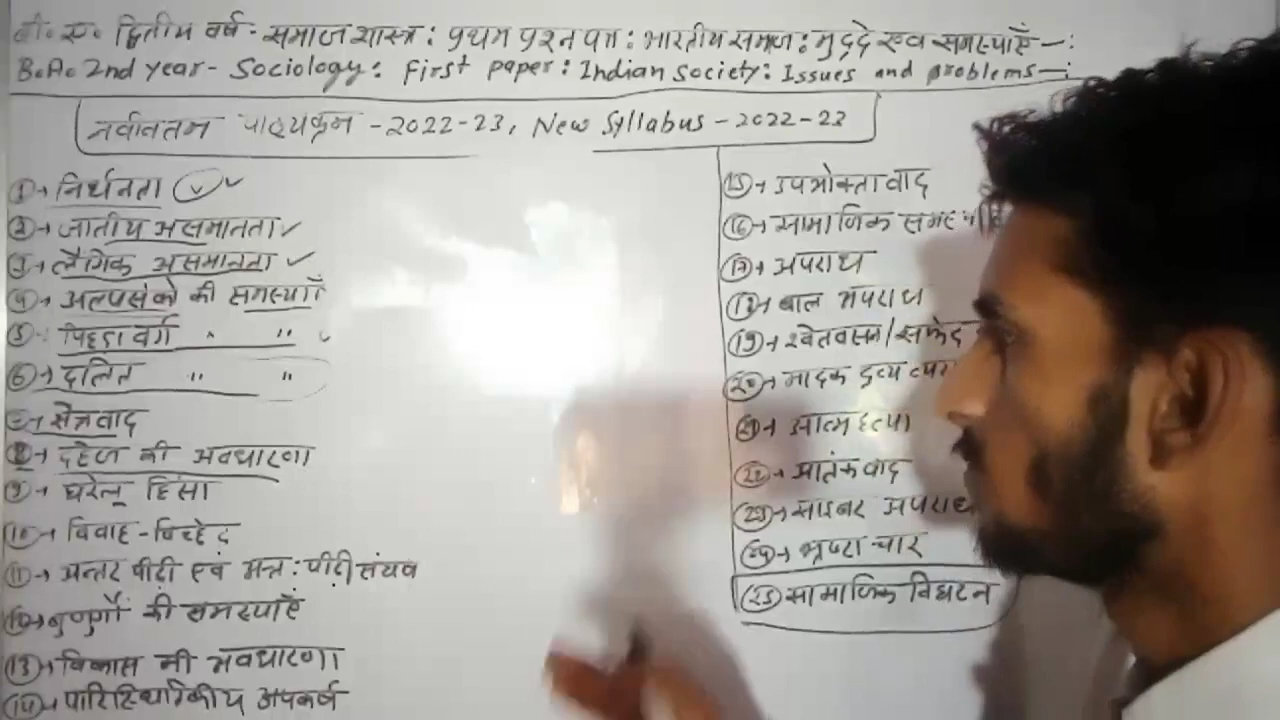 बी. ए. द्वितीय वर्ष - समाजशास्त्र : प्रथम प्रश्न पत्र : भारतीय समाज : मुद्दे एवं समस्याएँ —:
B.A. 2nd year - Sociology : First paper : Indian Society : Issues and problems —:
नवीनतम पाठ्यक्रम - 2022-23, New Syllabus - 2022-23
① → निर्धनता
② → जातीय असमानता
③ → लैंगिक असमानता
④ → अल्पसंको की समस्याएँ
⑤ : पिछडा वर्ग " "
⑥ → दलित " "
⑦ → क्षेत्रवाद
⑧ → दहेज की अवधारणा
⑨ → घरेलू हिंसा
⑩ → विवाह - विच्छेद
⑪ → अन्तर पीढ़ी एवं अन्त : पीढ़ी संघर्ष
⑫ → की समस्याएँ
⑬ → विकास की अवधारणा
⑭ → पारिस्थितिकीय अपकर्ष
⑮ → उपभोक्तावाद
⑯ → सामाजिक
⑰ → अपराध
⑱ → बाल अपराध
⑲ → श्वेतवसन / सफेद
⑳ → मादक द्रव्य
㉑ → आत्महत्या
㉒ → आतंकवाद
㉓ → साइबर अपराध
㉔ → भ्रष्टाचार
㉕ सामाजिक विघटन